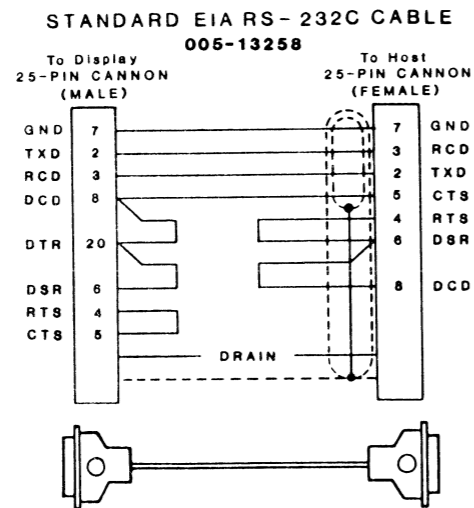 STANDARD EIA RS-232C CABLE
005-13258
To Display
25-PIN CANNON
(MALE)
To Host
25-PIN CANNON
(FEMALE)
GND 7 7 GND
TXD 2 3 RCD
RCD 3 2 TXD
DCD 8 5 CTS
4 RTS
DTR 20 6 DSR
DSR 6 8 DCD
RTS 4
CTS 5
DRAIN